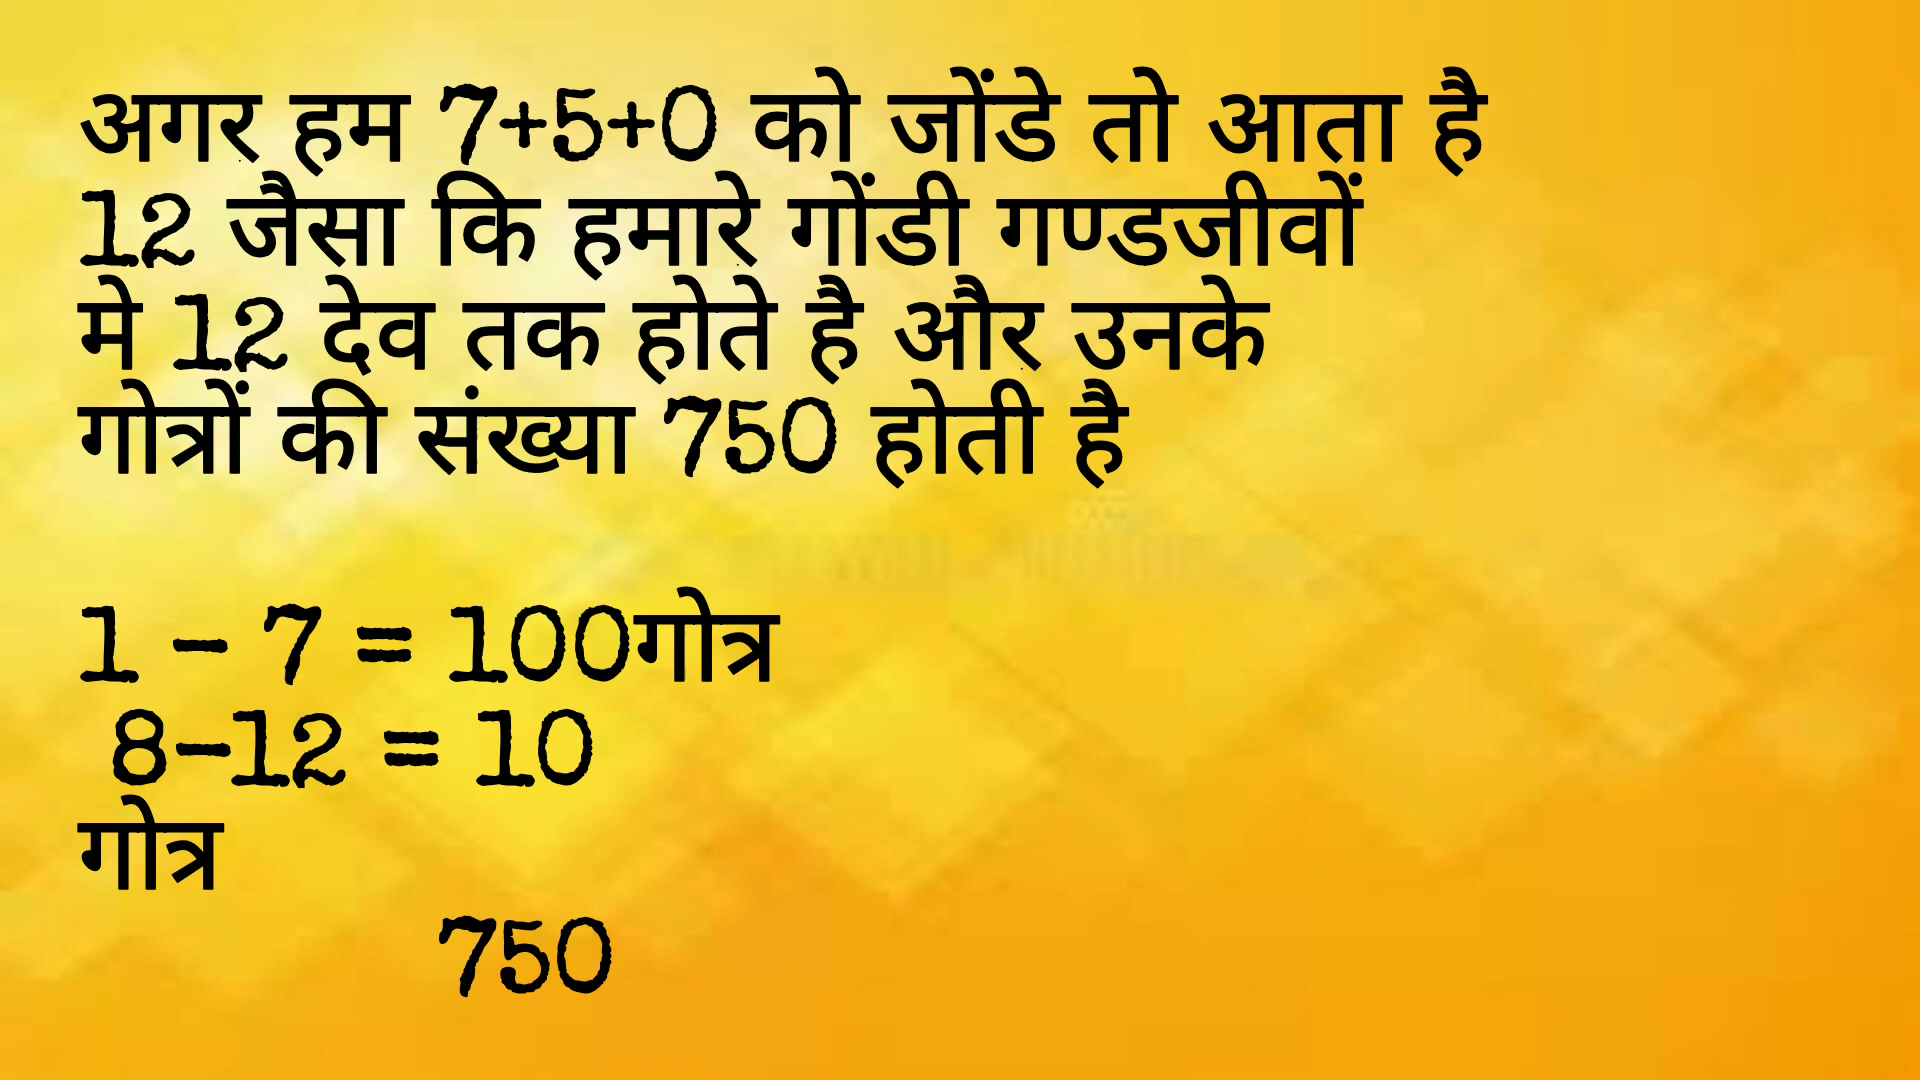 अगर हम 7+5+0 को जोंडे तो आता है
12 जैसा कि हमारे गोंडी गण्डजीवों
मे 12 देव तक होते है और उनके
गोत्रों की संख्या 750 होती है
1 - 7 = 100गोत्र
8-12 = 10
गोत्र
750